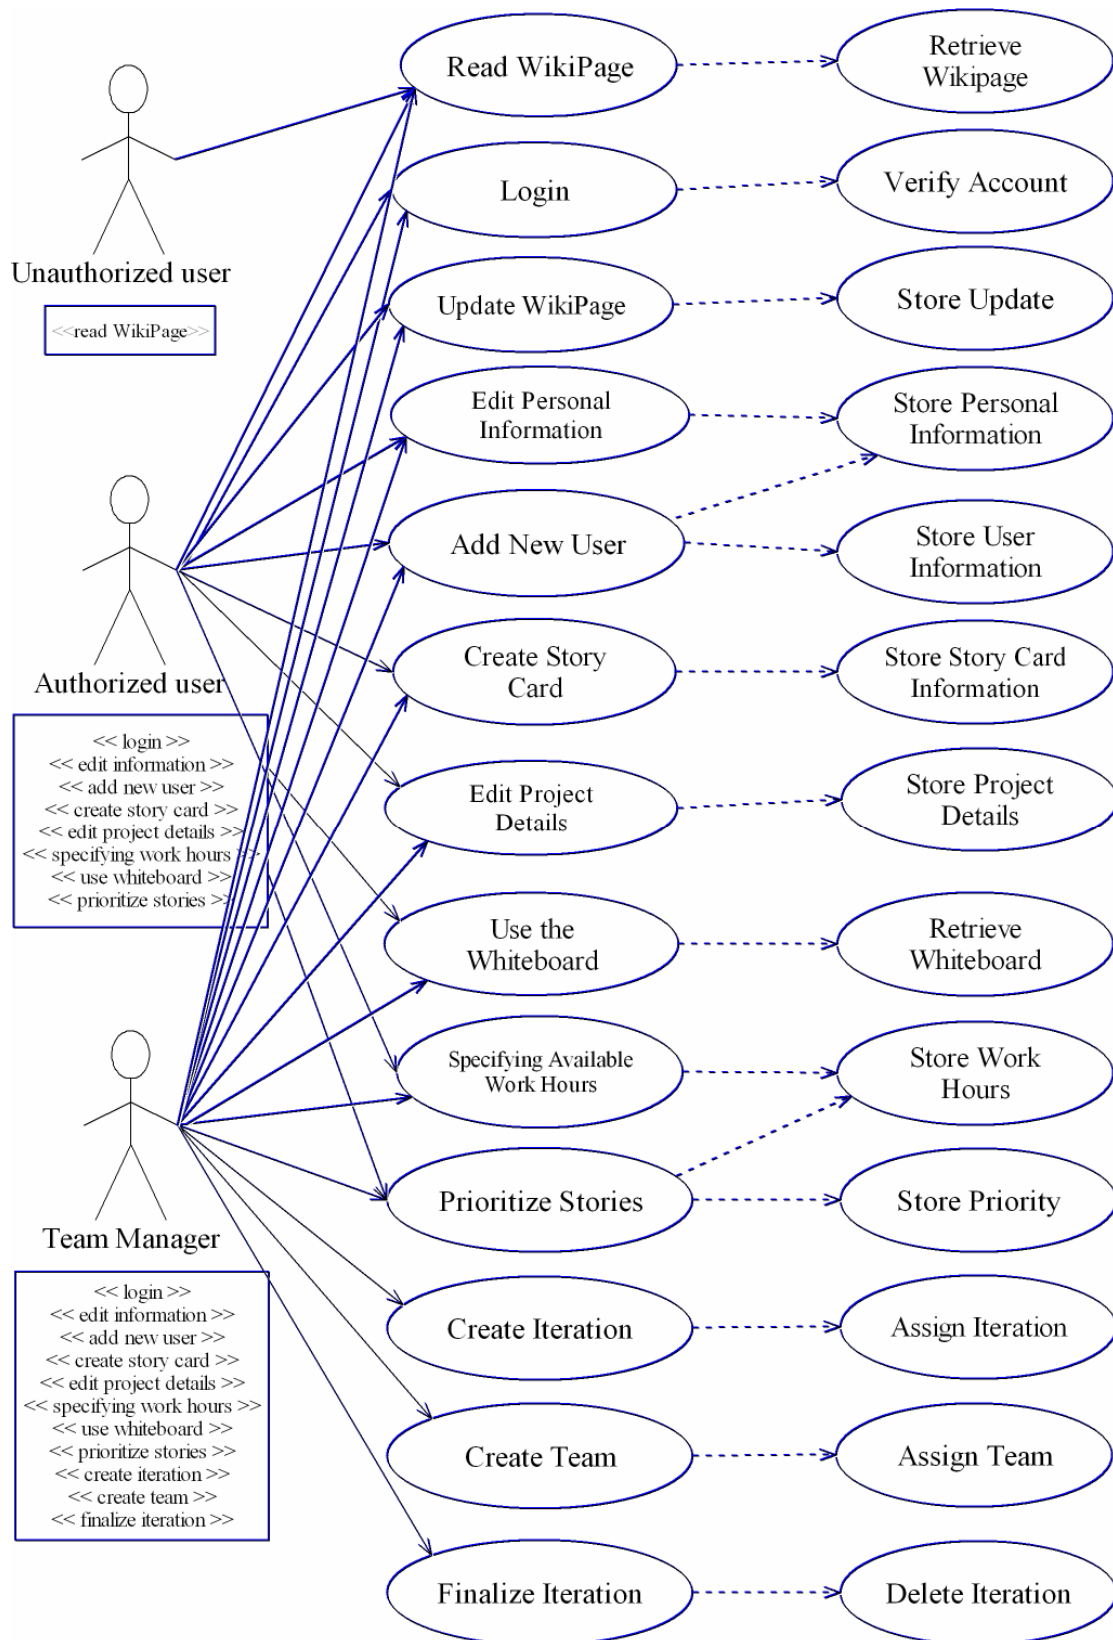 Read WikiPage
Retrieve
Wikipage
Login
Verify Account
Unauthorized user
<<read WikiPage>>
Update WikiPage
Store Update
Edit Personal
Information
Store Personal
Information
Add New User
Store User
Information
Authorized user
<< login >>
<< edit information >>
<< add new user >>
<< create story card >>
<< edit project details >>
<< specifying work hours >>
<< use whiteboard >>
<< prioritize stories >>
Create Story
Card
Store Story Card
Information
Edit Project
Details
Store Project
Details
Use the
Whiteboard
Retrieve
Whiteboard
Specifying Available
Work Hours
Store Work
Hours
Prioritize Stories
Store Priority
Team Manager
<< login >>
<< edit information >>
<< add new user >>
<< create story card >>
<< edit project details >>
<< specifying work hours >>
<< use whiteboard >>
<< prioritize stories >>
<< create iteration >>
<< create team >>
<< finalize iteration >>
Create Iteration
Assign Iteration
Create Team
Assign Team
Finalize Iteration
Delete Iteration